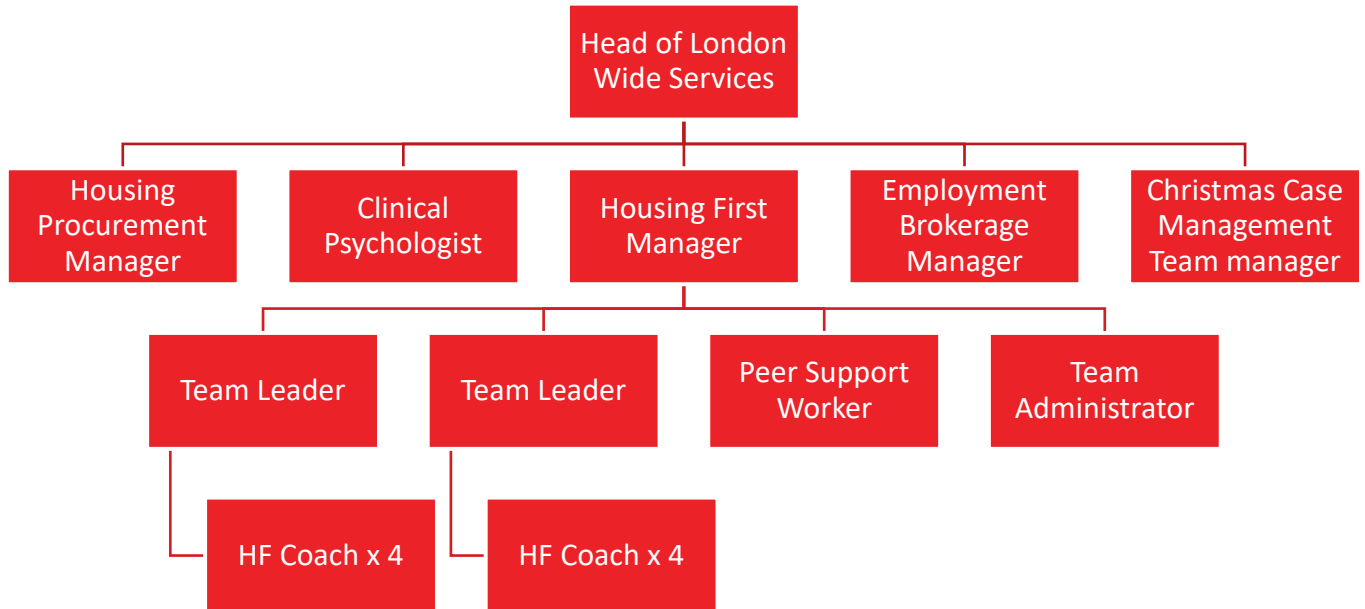 Head of London
Wide Services
Housing
Procurement
Manager
Clinical
Psychologist
Housing First
Manager
Employment
Brokerage
Manager
Christmas Case
Management
Team manager
Team Leader
Team Leader
Peer Support
Worker
Team
Administrator
HF Coach x 4
HF Coach x 4